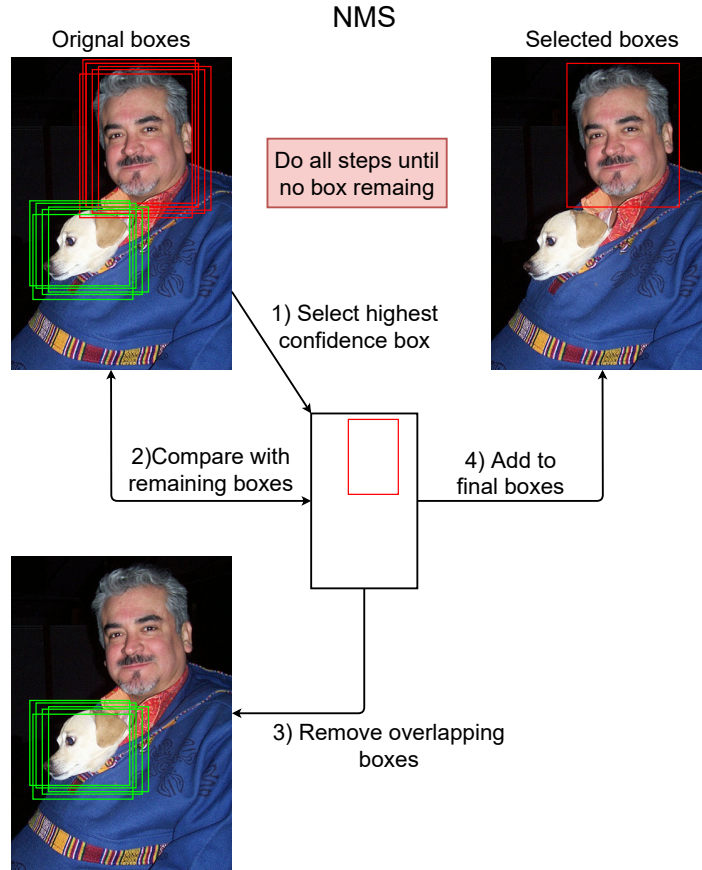 NMS
Orignal boxes
Selected boxes
Do all steps until
no box remaing
1) Select highest
confidence box
2)Compare with
remaining boxes
4) Add to
final boxes
3) Remove overlapping
boxes